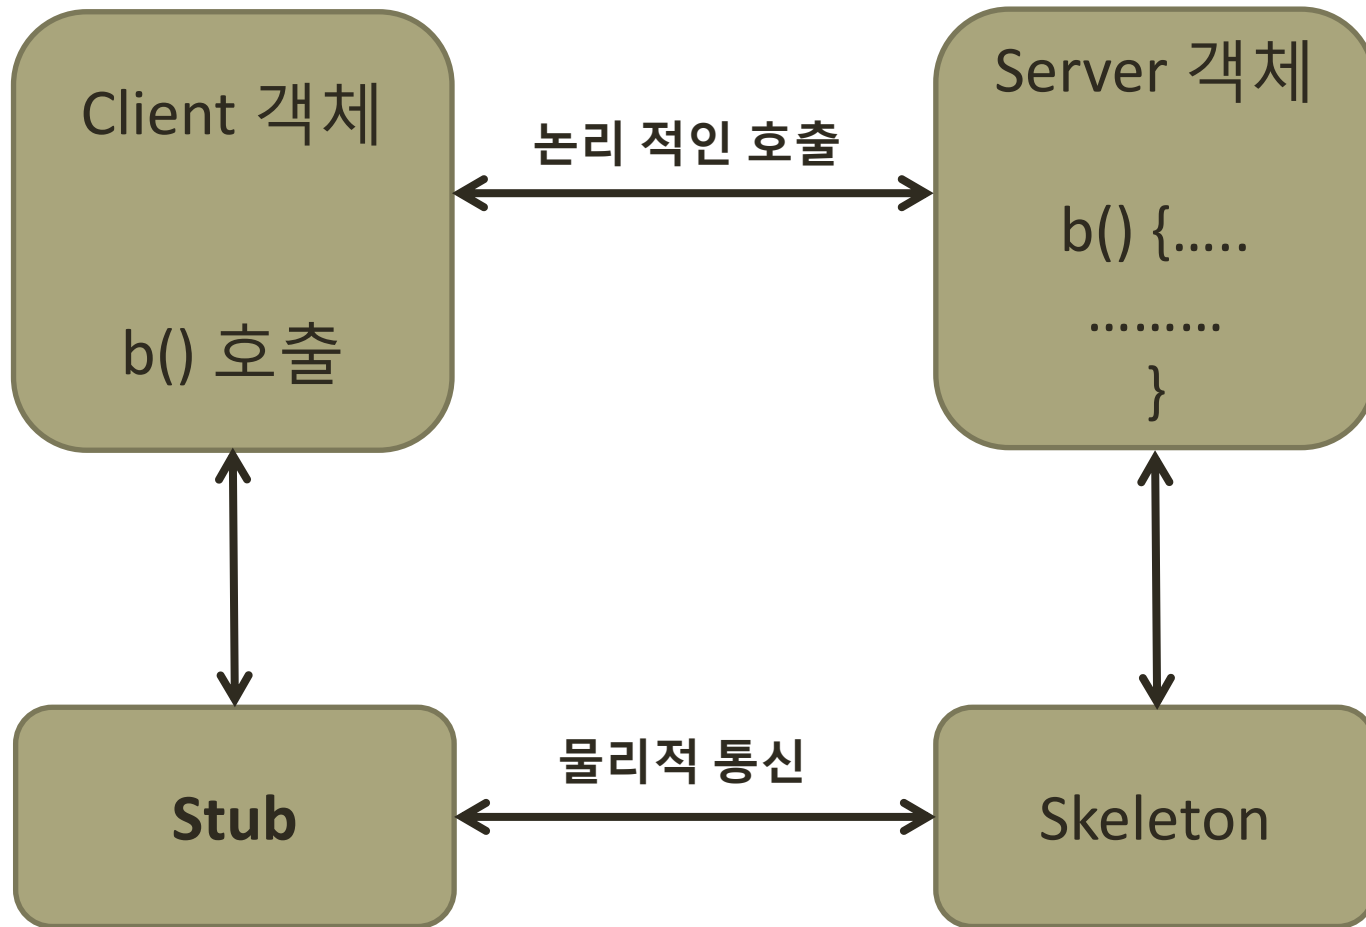 Client 객체
b() 호출
논리 적인 호출
Server 객체
b() {.....
.........
}
Stub
물리적 통신
Skeleton